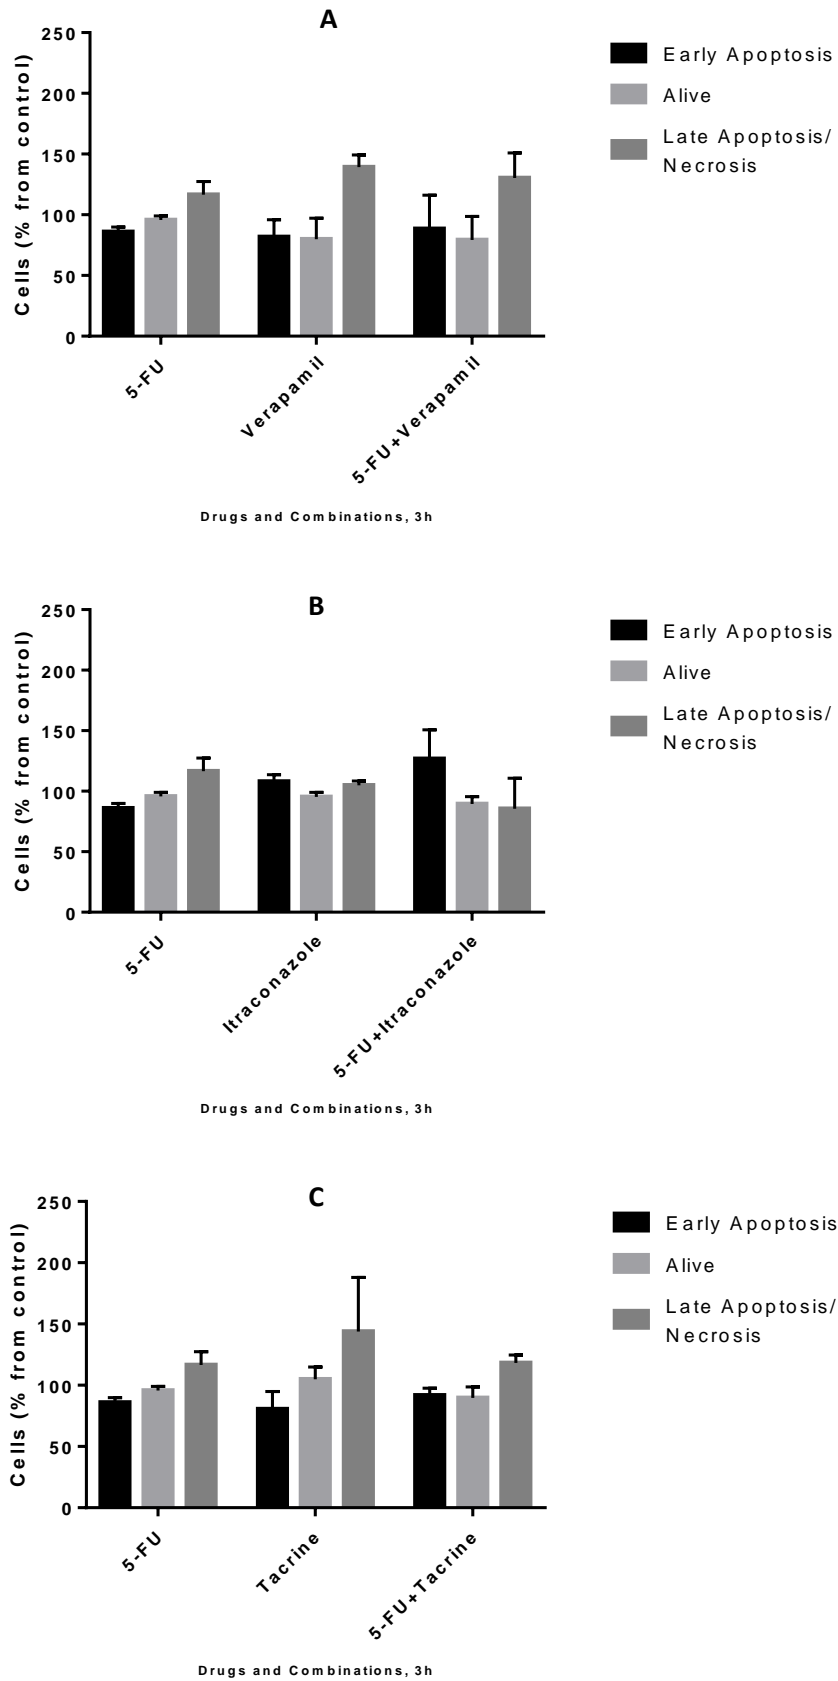 A
250
200
150
100
50
0
Cells (% from control)
5-FU
Verapamil
5-FU+Verapamil
Drugs and Combinations, 3h
Early Apoptosis
Alive
Late Apoptosis/
Necrosis
B
250
200
150
100
50
0
Cells (% from control)
5-FU
Itraconazole
5-FU+Itraconazole
Drugs and Combinations, 3h
Early Apoptosis
Alive
Late Apoptosis/
Necrosis
C
250
200
150
100
50
0
Cells (% from control)
5-FU
Tacrine
5-FU+Tacrine
Drugs and Combinations, 3h
Early Apoptosis
Alive
Late Apoptosis/
Necrosis